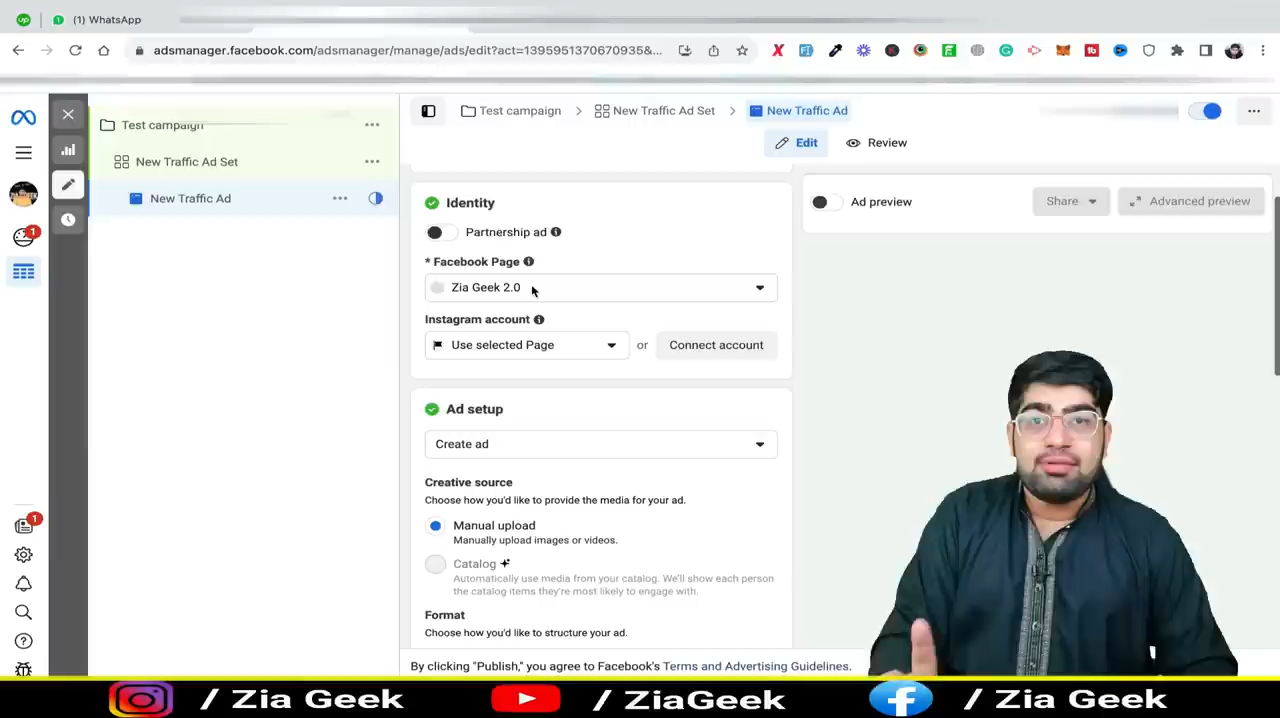 up
(1) WhatsApp
adsmanager.facebook.com/adsmanager/manage/ads/edit?act=1395951370670935&...
Test campaign
New Traffic Ad Set
New Traffic Ad
Test campaign > New Traffic Ad Set > New Traffic Ad
Edit
Review
Identity
Partnership ad
* Facebook Page
Zia Geek 2.0
Instagram account
Use selected Page
or
Connect account
Ad setup
Create ad
Creative source
Choose how you'd like to provide the media for your ad.
Manual upload
Manually upload images or videos.
Catalog
Automatically use media from your catalog. We'll show each person
the catalog items they're most likely to engage with.
Format
Choose how you'd like to structure your ad.
By clicking "Publish," you agree to Facebook's Terms and Advertising Guidelines.
Ad preview
Share
Advanced preview
1
1
/ Zia Geek
/ ZiaGeek
/ Zia Geek